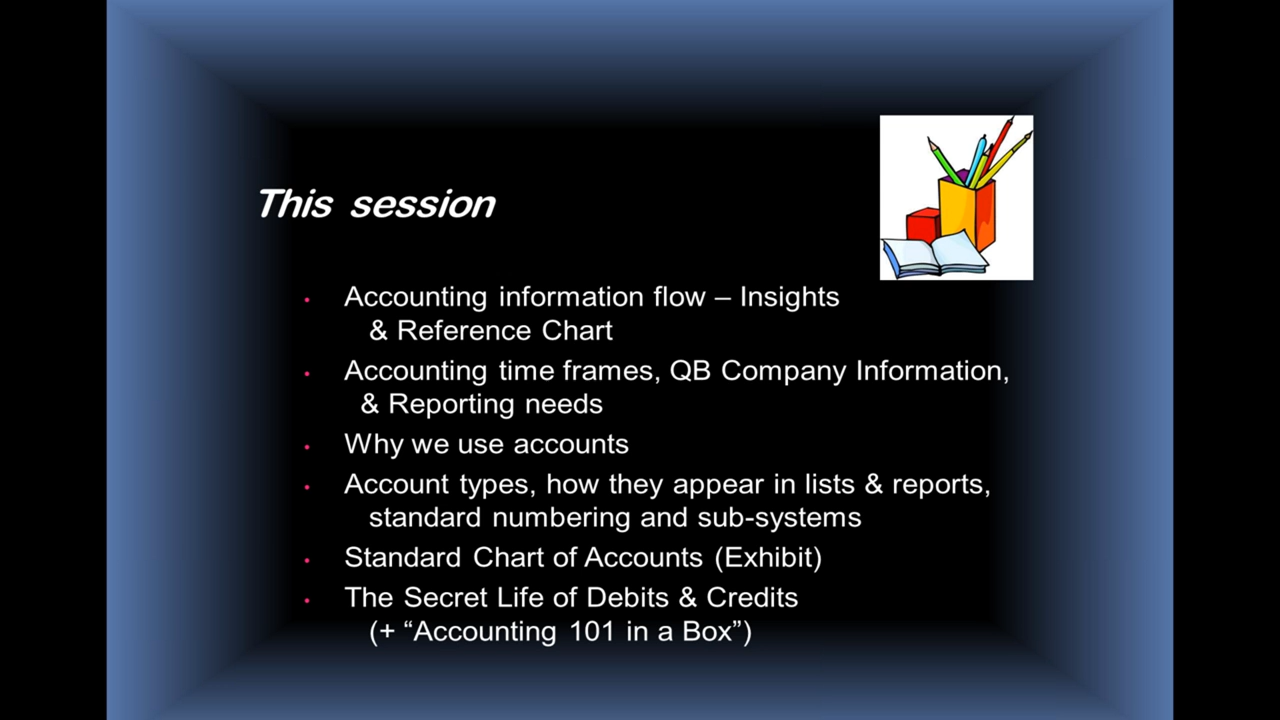 This session
• Accounting information flow – Insights
& Reference Chart
• Accounting time frames, QB Company Information,
& Reporting needs
• Why we use accounts
• Account types, how they appear in lists & reports,
standard numbering and sub-systems
• Standard Chart of Accounts (Exhibit)
• The Secret Life of Debits & Credits
(+ “Accounting 101 in a Box”)